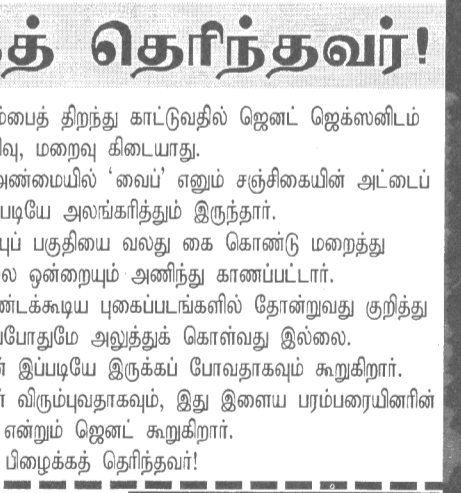 தெரிந்தவர்!
திறந்து காட்டுவதில் ஜெனட் ஜெக்ஸனிடம்
மறைவு கிடையாது.
அண்மையில் ‘வைப்’ எனும் சஞ்சிகையின் அட்டைப்
அலங்கரித்தும் இருந்தார்.
பகுதியை வலது கை கொண்டு மறைத்து
ஒன்றையும் அணிந்து காணப்பட்டார்.
புகைப்படங்களில் தோன்றுவது குறித்து
அலுத்துக் கொள்வது இல்லை.
இப்படியே இருக்கப் போவதாகவும் கூறுகிறார்.
விரும்புவதாகவும், இது இளைய பரம்பரையினரின்
என்றும் ஜெனட் கூறுகிறார்.
பிழைக்கத் தெரிந்தவர்!